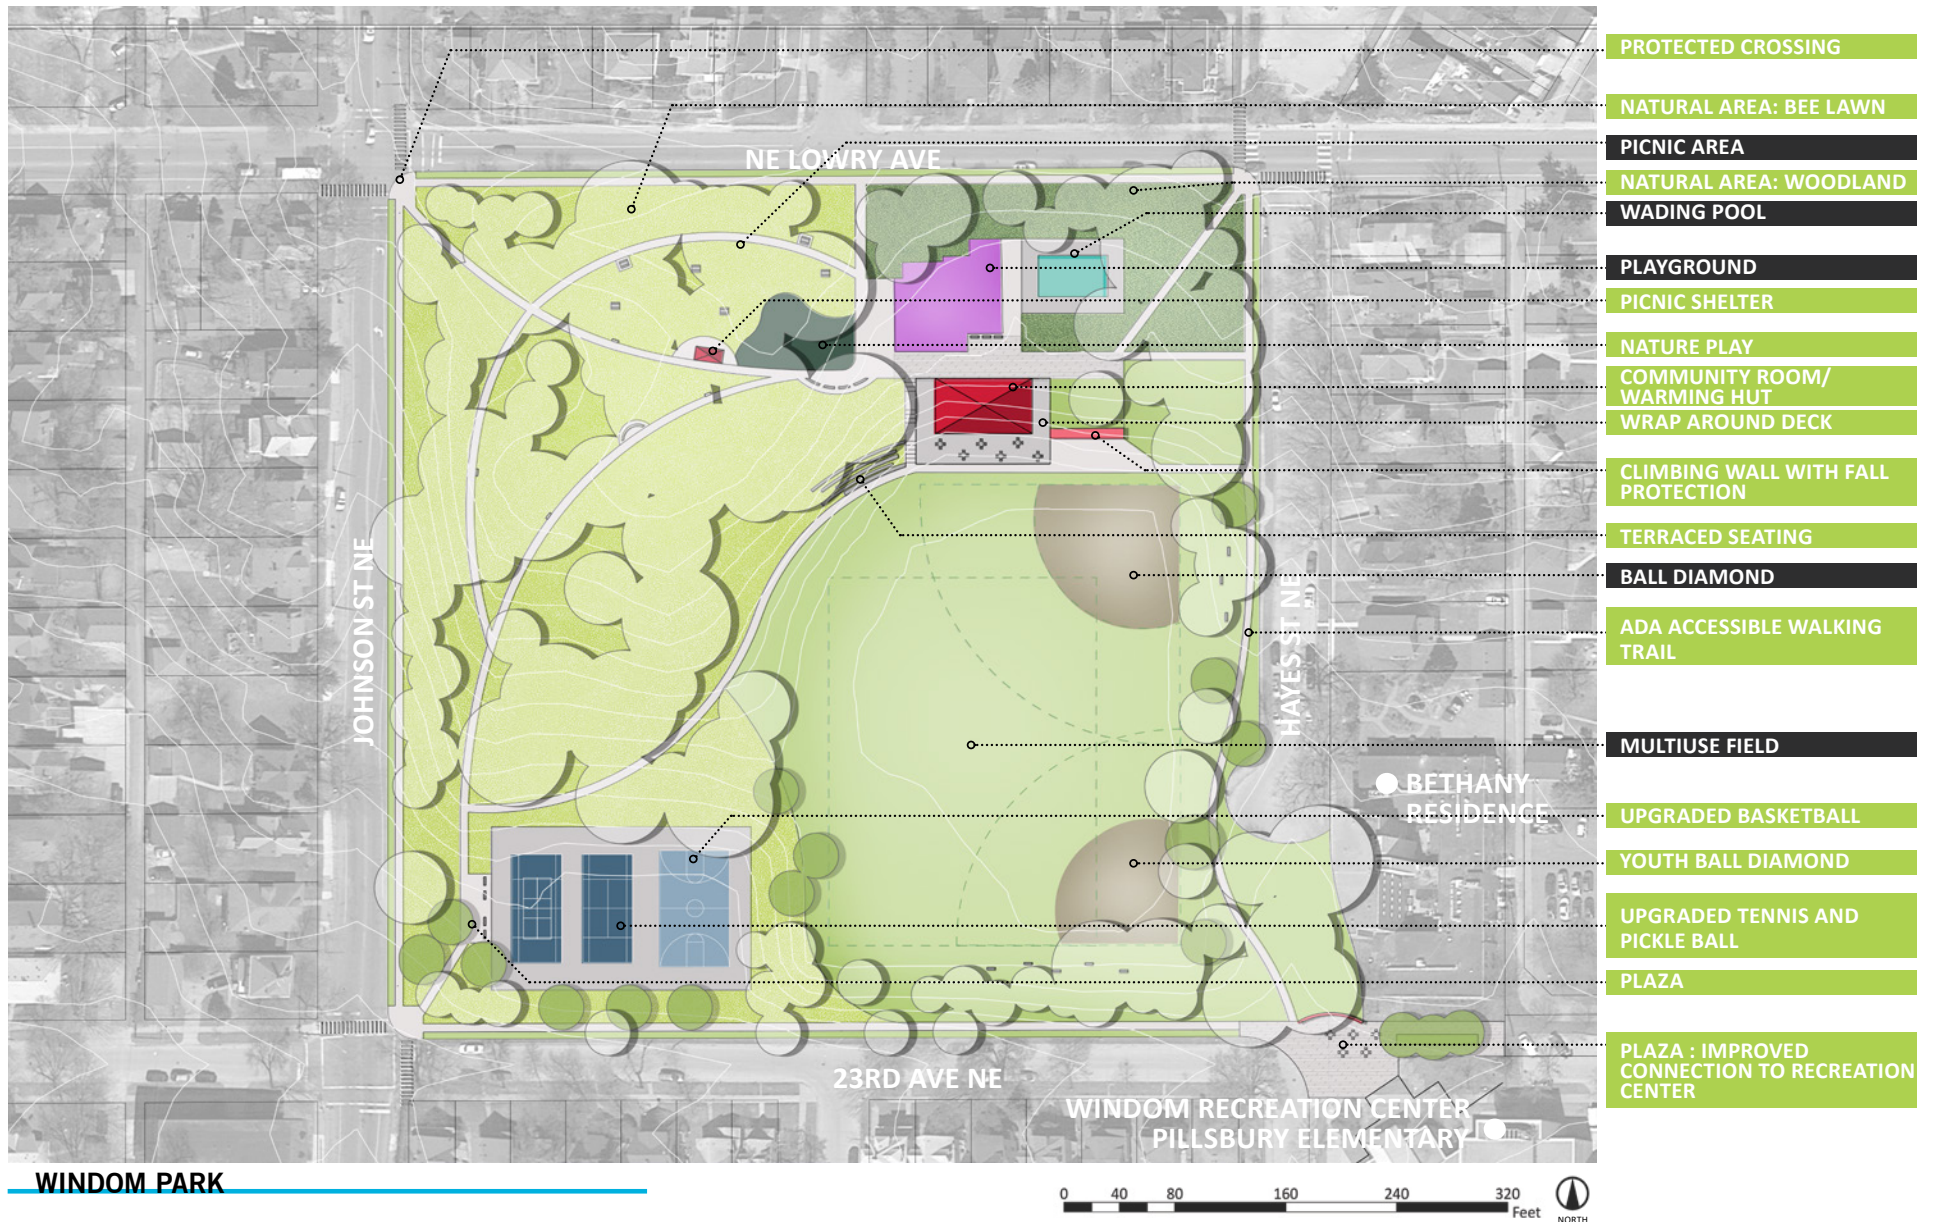 PROTECTED CROSSING
NATURAL AREA: BEE LAWN
PICNIC AREA
NATURAL AREA: WOODLAND
WADING POOL
PLAYGROUND
PICNIC SHELTER
NATURE PLAY
COMMUNITY ROOM/
WARMING HUT
WRAP AROUND DECK
CLIMBING WALL WITH FALL
PROTECTION
TERRACED SEATING
BALL DIAMOND
ADA ACCESSIBLE WALKING
TRAIL
MULTIUSE FIELD
UPGRADED BASKETBALL
YOUTH BALL DIAMOND
UPGRADED TENNIS AND
PICKLE BALL
PLAZA
PLAZA : IMPROVED
CONNECTION TO RECREATION
CENTER
NE LOWRY AVE
JOHNSON ST NE
HAYES ST NE
BETHANY
RESIDENCE
23RD AVE NE
WINDOM RECREATION CENTER
PILLSBURY ELEMENTARY
WINDOM PARK
0 40 80 160 240 320
Feet
NORTH